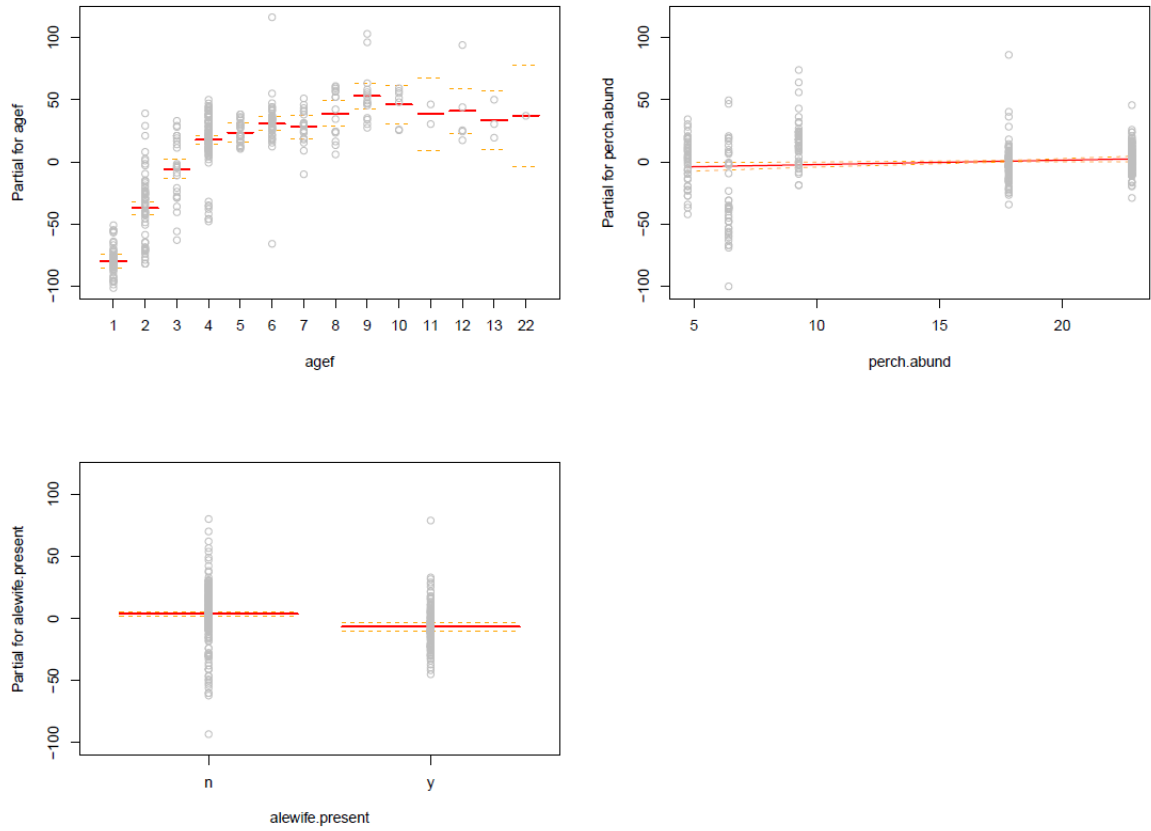 Partial for agef
100
50
0
-50
-100
1 2 3 4 5 6 7 8 9 10 11 12 13 22
agef
Partial for perch.abund
100
50
0
-50
-100
5 10 15 20
perch.abund
Partial for alewife.present
100
50
0
-50
-100
n y
alewife.present